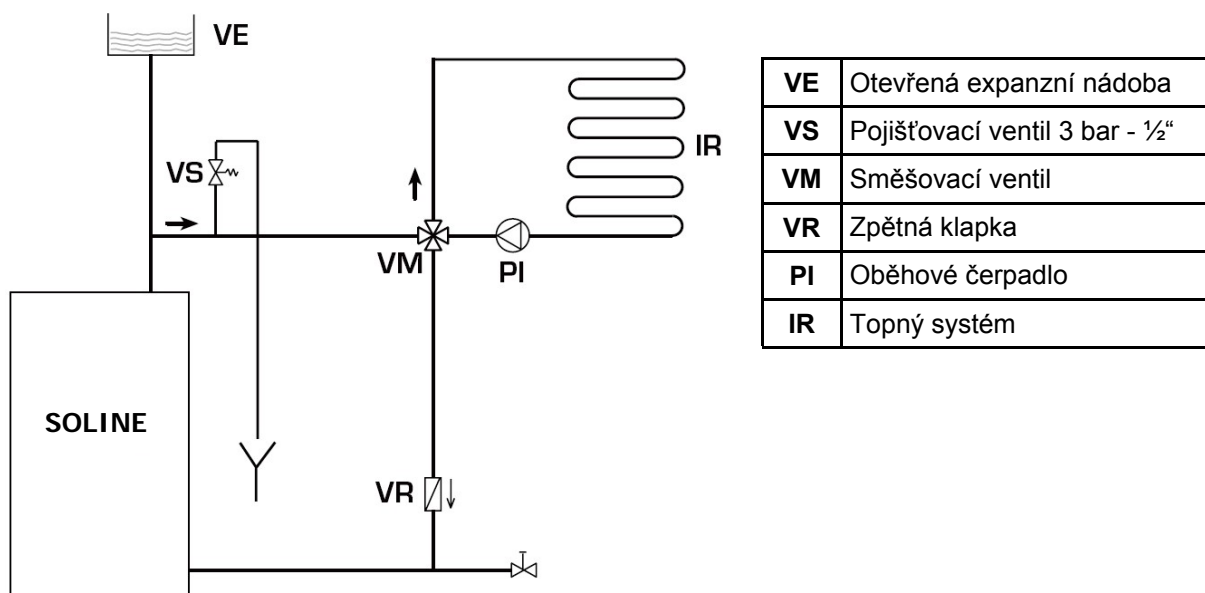 VE
VS
IR
VM
PI
SOLINE
VR
VE Otevřená expanzní nádoba
VS Pojišťovací ventil 3 bar - ½“
VM Směšovací ventil
VR Zpětná klapka
PI Oběhové čerpadlo
IR Topný systém